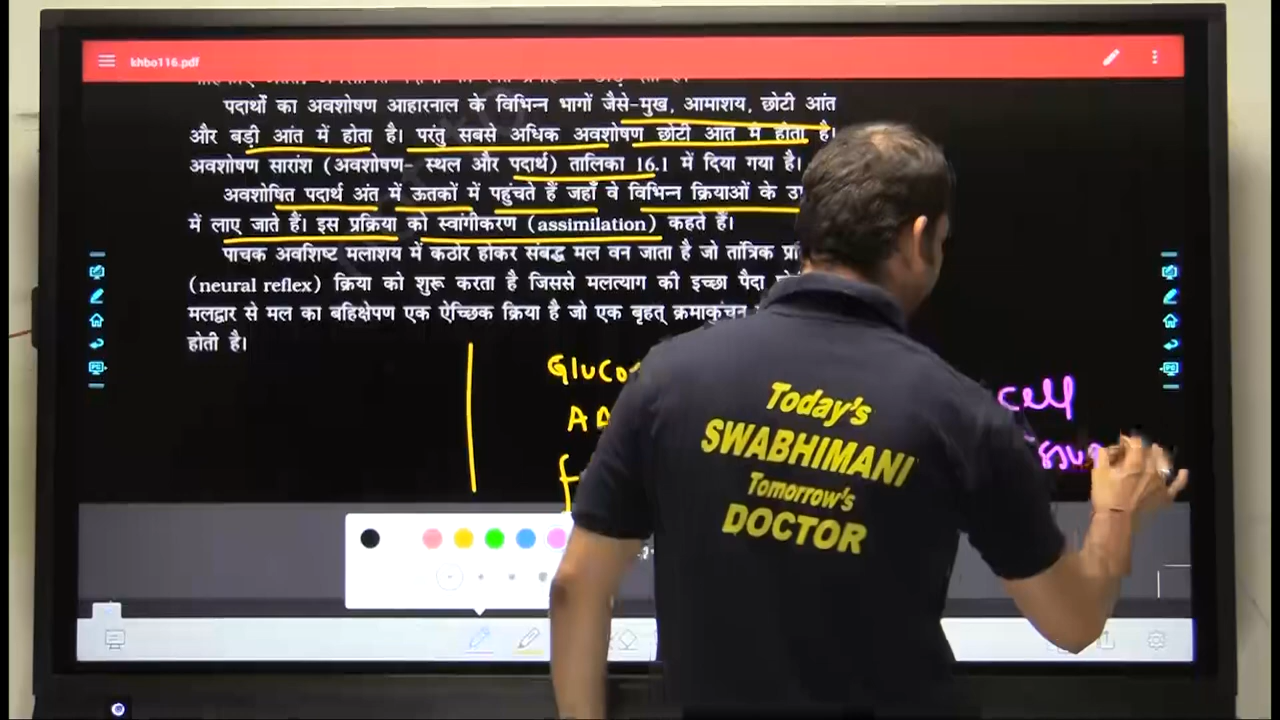 khbo116.pdf
पदार्थों का अवशोषण आहारनाल के विभिन्न भागों जैसे-मुख, आमाशय, छोटी आंत
और बड़ी आंत में होता है। परंतु सबसे अधिक अवशोषण छोटी आंत में होता है।
अवशोषण सारांश (अवशोषण- स्थल और पदार्थ) तालिका 16.1 में दिया गया है।
अवशोषित पदार्थ अंत में ऊतकों में पहुंचते हैं जहाँ वे विभिन्न क्रियाओं के
में लाए जाते हैं। इस प्रक्रिया को स्वांगीकरण (assimilation) कहते हैं।
पाचक अवशिष्ट मलाशय में कठोर होकर संबद्ध मल वन जाता है जो तांत्रिक
(neural reflex) क्रिया को शुरू करता है जिससे मलत्याग की इच्छा पैदा
मलद्वार से मल का बहिक्षेपण एक ऐच्छिक क्रिया है जो एक बृहत् क्रमाकुंचन
होती है।
cell
Today's
SWABHIMANI
Tomorrow's
DOCTOR